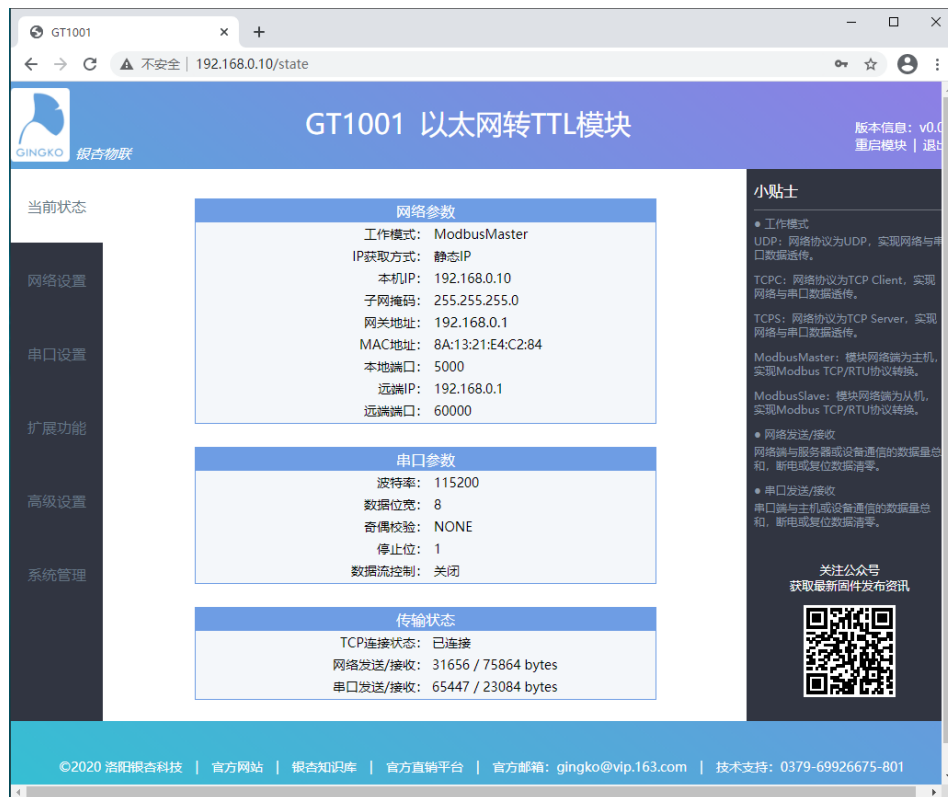 GT1001
不安全 | 192.168.0.10/state
GINGKO 银杏物联
GT1001 以太网转TTL模块
版本信息：v0.0
重启模块 | 退出
当前状态
网络设置
串口设置
扩展功能
高级设置
系统管理
网络参数
工作模式： ModbusMaster
IP获取方式： 静态IP
本机IP： 192.168.0.10
子网掩码： 255.255.255.0
网关地址： 192.168.0.1
MAC地址： 8A:13:21:E4:C2:84
本地端口： 5000
远端IP： 192.168.0.1
远端端口： 60000
串口参数
波特率： 115200
数据位宽： 8
奇偶校验： NONE
停止位： 1
数据流控制： 关闭
传输状态
TCP连接状态： 已连接
网络发送/接收： 31656 / 75864 bytes
串口发送/接收： 65447 / 23084 bytes
小贴士
● 工作模式
UDP：网络协议为UDP，实现网络与串
口数据透传。
TCPC：网络协议为TCP Client，实现
网络与串口数据透传。
TCPS：网络协议为TCP Server，实现
网络与串口数据透传。
ModbusMaster：模块网络端为主机，
实现Modbus TCP/RTU协议转换。
ModbusSlave：模块网络端为从机，
实现Modbus TCP/RTU协议转换。
● 网络发送/接收
网络端与服务器或设备通信的数据量总
和，断电或复位数据清零。
● 串口发送/接收
串口端与主机或设备通信的数据量总
和，断电或复位数据清零。
关注公众号
获取最新固件发布资讯
©2020 洛阳银杏科技 | 官方网站 | 银杏知识库 | 官方直销平台 | 官方邮箱：gingko@vip.163.com | 技术支持：0379-69926675-801